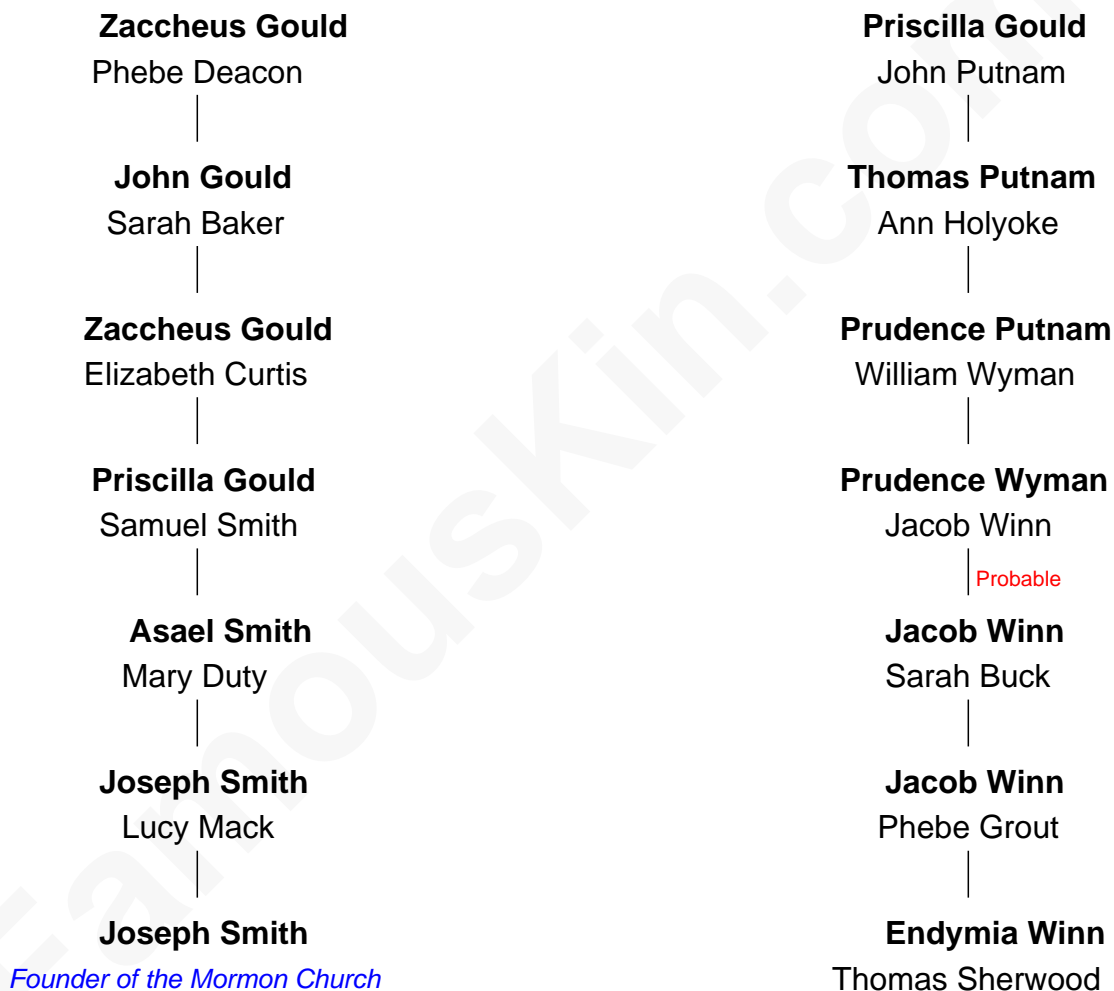 Zaccheus Gould
Phebe Deacon
John Gould
Sarah Baker
Zaccheus Gould
Elizabeth Curtis
Priscilla Gould
Samuel Smith
Asael Smith
Mary Duty
Joseph Smith
Lucy Mack
Joseph Smith
Founder of the Mormon Church
Priscilla Gould
John Putnam
Thomas Putnam
Ann Holyoke
Prudence Putnam
William Wyman
Prudence Wyman
Jacob Winn
Probable
Jacob Winn
Sarah Buck
Jacob Winn
Phebe Grout
Endymia Winn
Thomas Sherwood
FamousKin.com